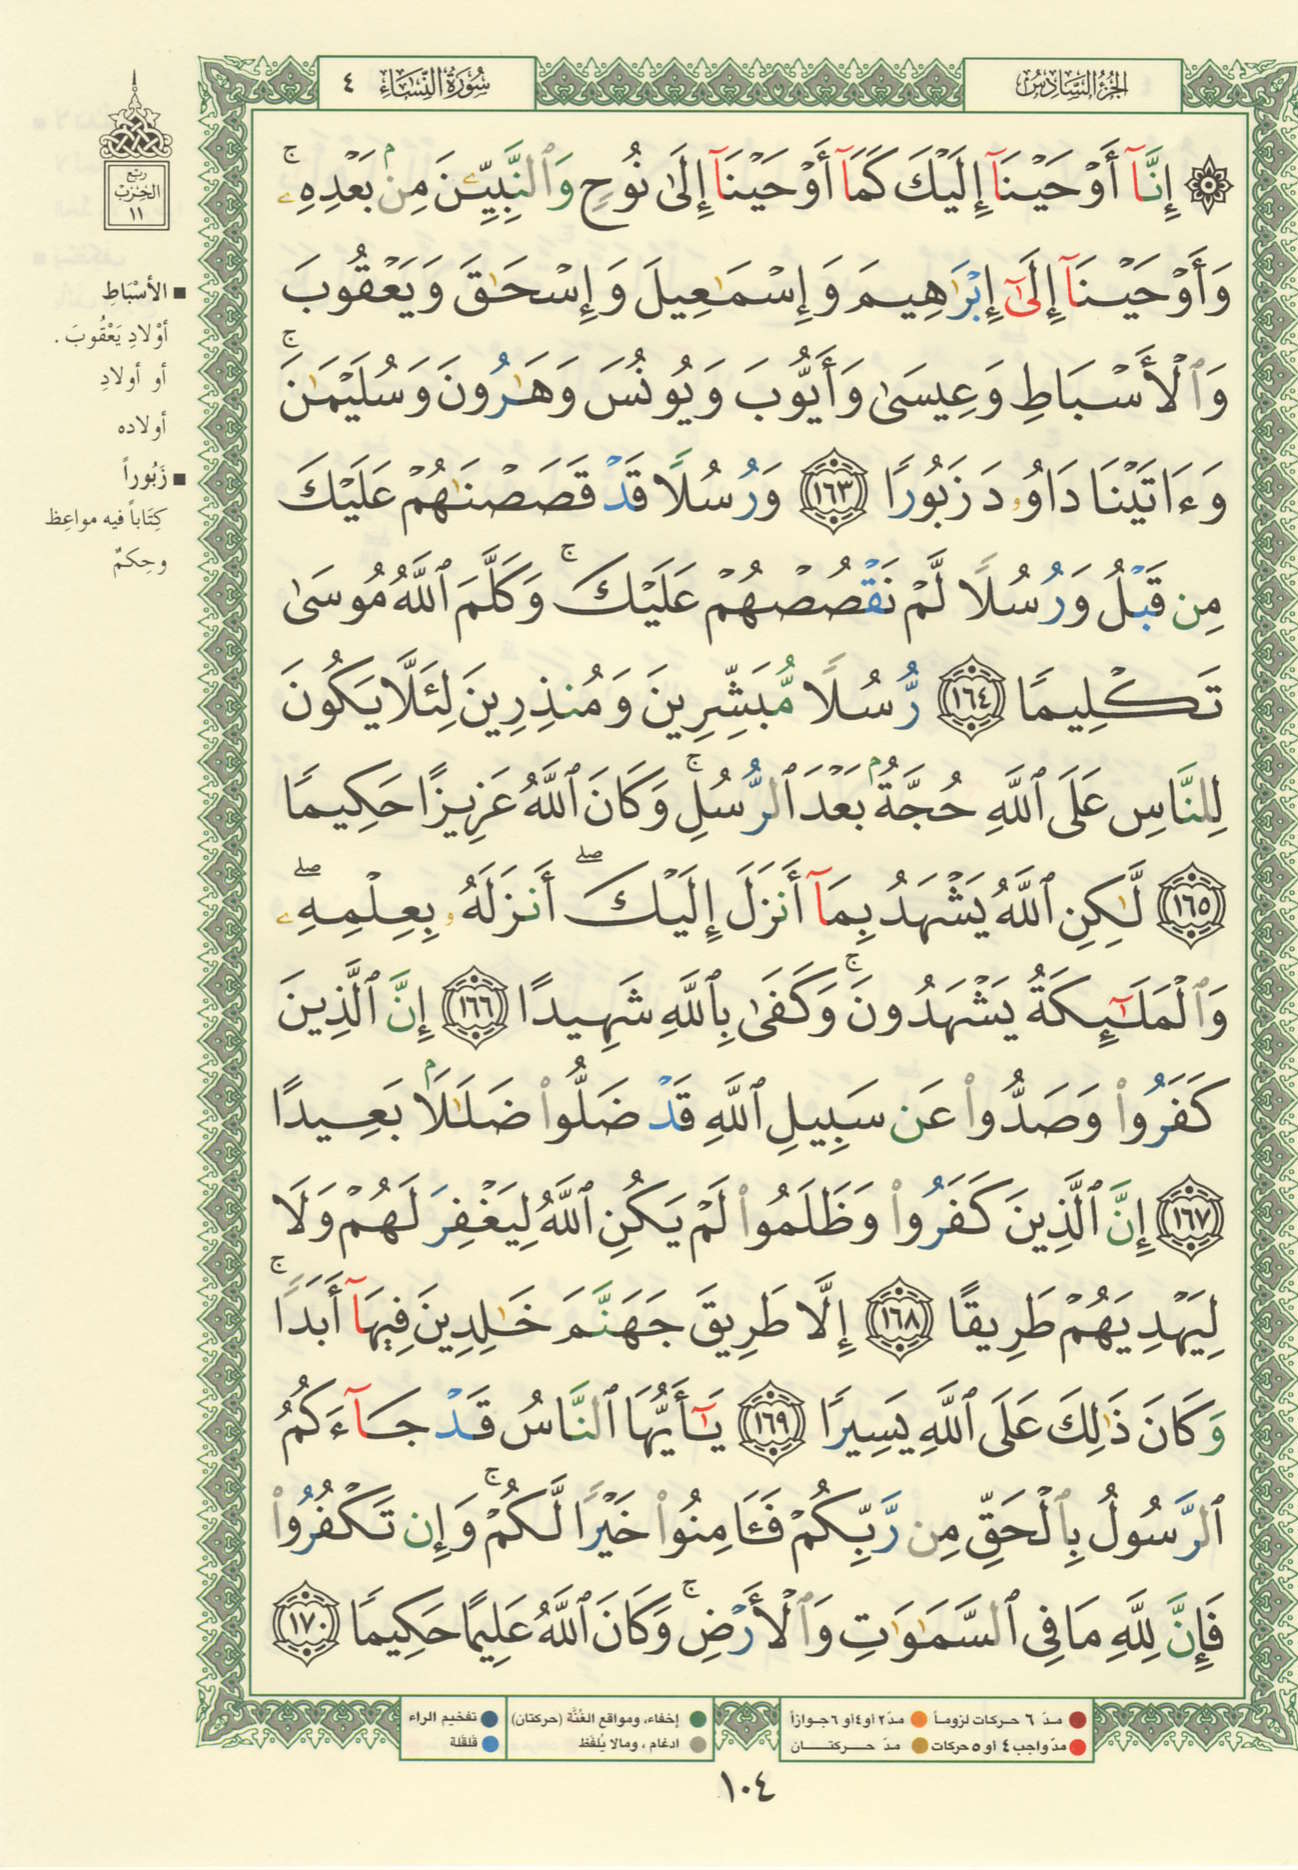 الجزء السادس
سورة النساء ٤
ربع
الحزب
١١
۞ إِنَّآ أَوْحَيْنَآ إِلَيْكَ كَمَآ أَوْحَيْنَآ إِلَىٰ نُوحٍ وَٱلنَّبِيِّـۧنَ مِنۢ بَعْدِهِۦ ۚ
وَأَوْحَيْنَآ إِلَىٰٓ إِبْرَٰهِيمَ وَإِسْمَـٰعِيلَ وَإِسْحَـٰقَ وَيَعْقُوبَ
وَٱلْأَسْبَاطِ وَعِيسَىٰ وَأَيُّوبَ وَيُونُسَ وَهَـٰرُونَ وَسُلَيْمَـٰنَ ۚ
وَءَاتَيْنَا دَاوُۥدَ زَبُورًا ١٦٣ وَرُسُلًا قَدْ قَصَصْنَـٰهُمْ عَلَيْكَ
مِن قَبْلُ وَرُسُلًا لَّمْ نَقْصُصْهُمْ عَلَيْكَ ۚ وَكَلَّمَ ٱللَّهُ مُوسَىٰ
تَكْلِيمًا ١٦٤ رُّسُلًا مُّبَشِّرِينَ وَمُنذِرِينَ لِئَلَّا يَكُونَ
لِلنَّاسِ عَلَى ٱللَّهِ حُجَّةٌۢ بَعْدَ ٱلرُّسُلِ ۚ وَكَانَ ٱللَّهُ عَزِيزًا حَكِيمًا
١٦٥ لَّـٰكِنِ ٱللَّهُ يَشْهَدُ بِمَآ أَنزَلَ إِلَيْكَ ۖ أَنزَلَهُۥ بِعِلْمِهِۦ ۖ
وَٱلْمَلَـٰٓئِكَةُ يَشْهَدُونَ ۚ وَكَفَىٰ بِٱللَّهِ شَهِيدًا ١٦٦ إِنَّ ٱلَّذِينَ
كَفَرُوا۟ وَصَدُّوا۟ عَن سَبِيلِ ٱللَّهِ قَدْ ضَلُّوا۟ ضَلَـٰلًۢا بَعِيدًا
١٦٧ إِنَّ ٱلَّذِينَ كَفَرُوا۟ وَظَلَمُوا۟ لَمْ يَكُنِ ٱللَّهُ لِيَغْفِرَ لَهُمْ وَلَا
لِيَهْدِيَهُمْ طَرِيقًا ١٦٨ إِلَّا طَرِيقَ جَهَنَّمَ خَـٰلِدِينَ فِيهَآ أَبَدًا ۚ
وَكَانَ ذَٰلِكَ عَلَى ٱللَّهِ يَسِيرًا ١٦٩ يَـٰٓأَيُّهَا ٱلنَّاسُ قَدْ جَآءَكُمُ
ٱلرَّسُولُ بِٱلْحَقِّ مِن رَّبِّكُمْ فَـَٔامِنُوا۟ خَيْرًا لَّكُمْ ۚ وَإِن تَكْفُرُوا۟
فَإِنَّ لِلَّهِ مَا فِى ٱلسَّمَـٰوَٰتِ وَٱلْأَرْضِ ۚ وَكَانَ ٱللَّهُ عَلِيمًا حَكِيمًا ١٧٠
■ الأسْبَاطِ
أوْلادِ يَعْقُوبَ .
أو أولادِ
أولاده
■ زَبُوراً
كِتَاباً فيه مواعِظ
وحِكمٌ
مدّ ٦ حركات لزوماً
مدّ ٢ أو ٤ أو ٦ جوازاً
إخفاء، ومواقع الغُنَّة (حركتان)
تفخيم الراء
مدّ واجب ٤ أو ٥ حركات
مدّ حركتان
ادغام ، ومالا يُلفَظ
قلقلة
١٠٤